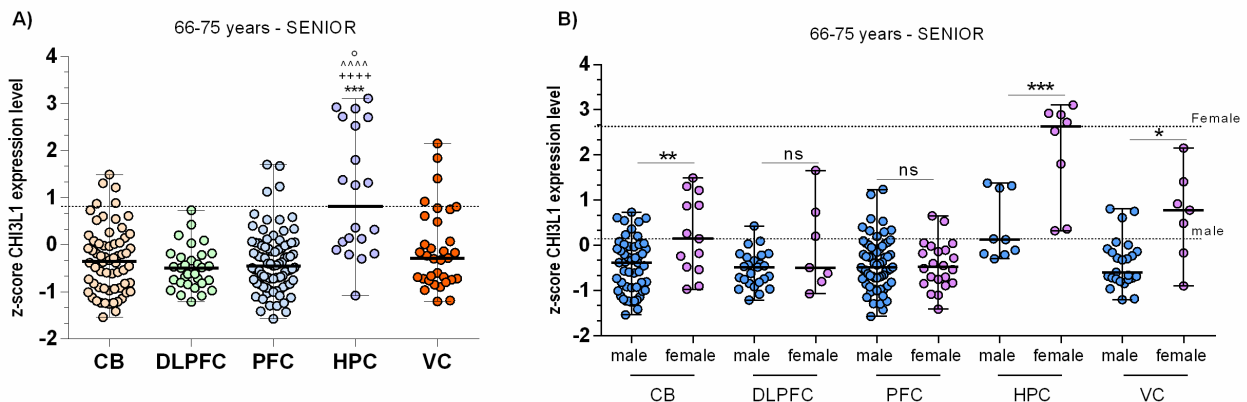 A)
66-75 years - SENIOR
z-score CHI3L1 expression level
4
3
2
1
0
-1
-2
°
^^^^
++++
***
CB DLPFC PFC HPC VC
B)
66-75 years - SENIOR
z-score CHI3L1 expression level
4
3
2
1
0
-1
-2
**
ns
ns
***
*
Female
male
male female male female male female male female male female
CB DLPFC PFC HPC VC